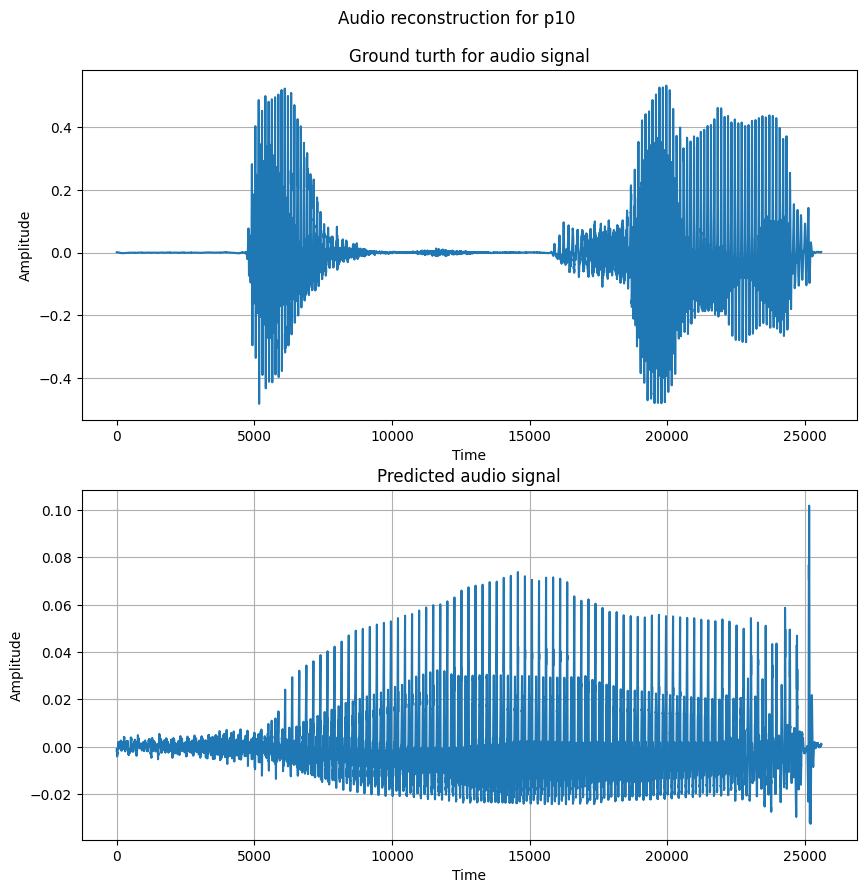 Audio reconstruction for p10
Ground turth for audio signal
Amplitude
0.4
0.2
0.0
−0.2
−0.4
0 5000 10000 15000 20000 25000
Time
Predicted audio signal
Amplitude
0.10
0.08
0.06
0.04
0.02
0.00
−0.02
0 5000 10000 15000 20000 25000
Time